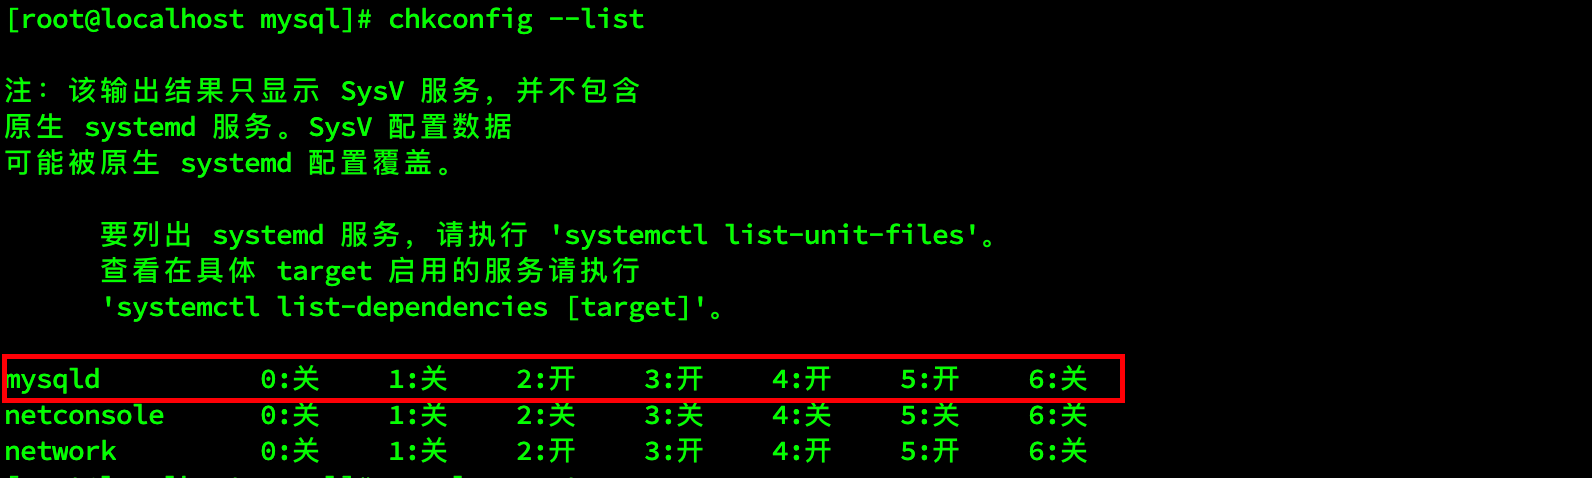 [root@localhost mysql]# chkconfig --list
注：该输出结果只显示 SysV 服务，并不包含
原生 systemd 服务。SysV 配置数据
可能被原生 systemd 配置覆盖。
要列出 systemd 服务，请执行 'systemctl list-unit-files'。
查看在具体 target 启用的服务请执行
'systemctl list-dependencies [target]'。
mysqld 0:关 1:关 2:开 3:开 4:开 5:开 6:关
netconsole 0:关 1:关 2:关 3:关 4:关 5:关 6:关
network 0:关 1:关 2:开 3:开 4:开 5:开 6:关